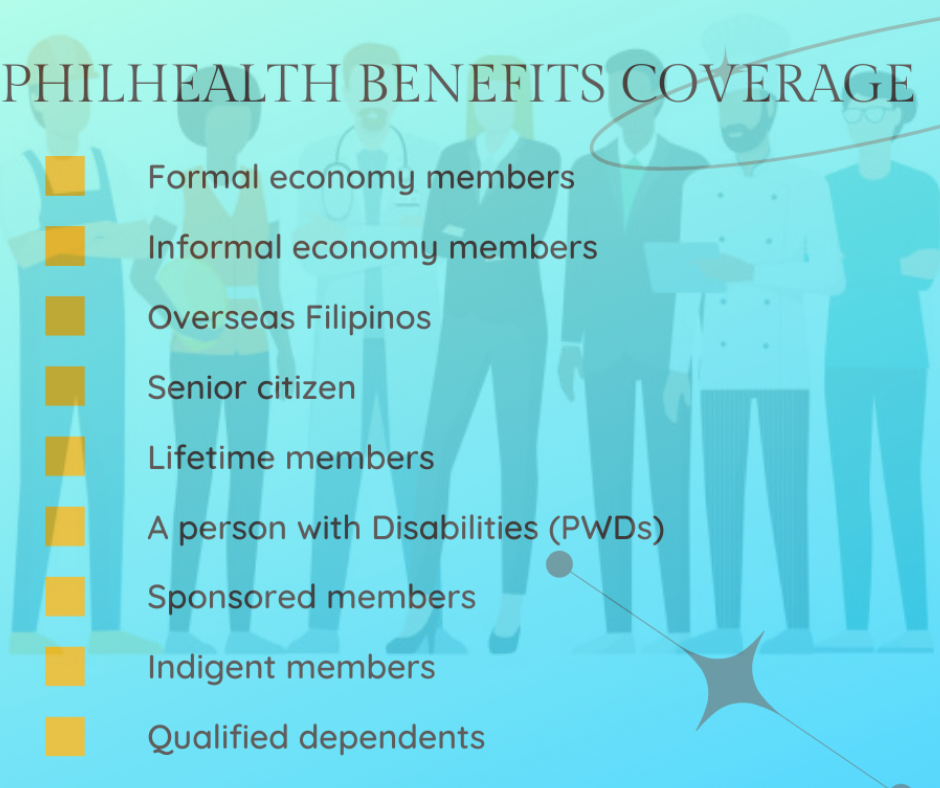 PHILHEALTH BENEFITS COVERAGE
Formal economy members
Informal economy members
Overseas Filipinos
Senior citizen
Lifetime members
A person with Disabilities (PWDs)
Sponsored members
Indigent members
Qualified dependents